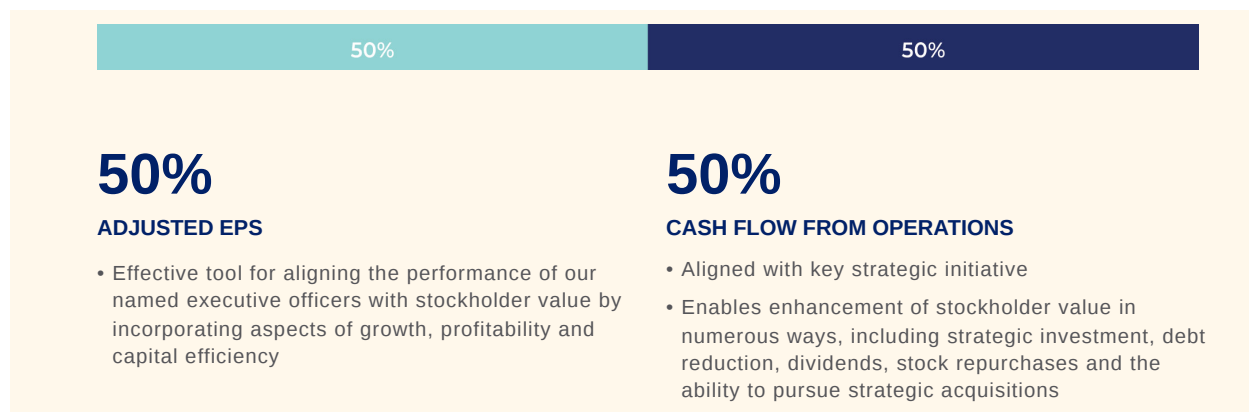 50%
50%
50%
ADJUSTED EPS
• Effective tool for aligning the performance of our
named executive officers with stockholder value by
incorporating aspects of growth, profitability and
capital efficiency
50%
CASH FLOW FROM OPERATIONS
• Aligned with key strategic initiative
• Enables enhancement of stockholder value in
numerous ways, including strategic investment, debt
reduction, dividends, stock repurchases and the
ability to pursue strategic acquisitions